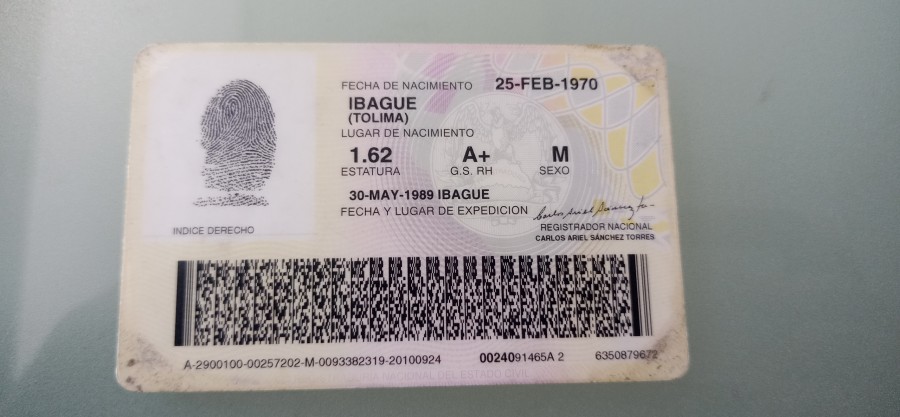 FECHA DE NACIMIENTO 25-FEB-1970
IBAGUE
(TOLIMA)
LUGAR DE NACIMIENTO
1.62 A+ M
ESTATURA G.S. RH SEXO
30-MAY-1989 IBAGUE
FECHA Y LUGAR DE EXPEDICION
INDICE DERECHO
REGISTRADOR NACIONAL
CARLOS ARIEL SÁNCHEZ TORRES
A-2900100-00257202-M-0093382319-20100924 0024091465A 2 6350879672
NACIONAL DEL ESTADO CIVIL